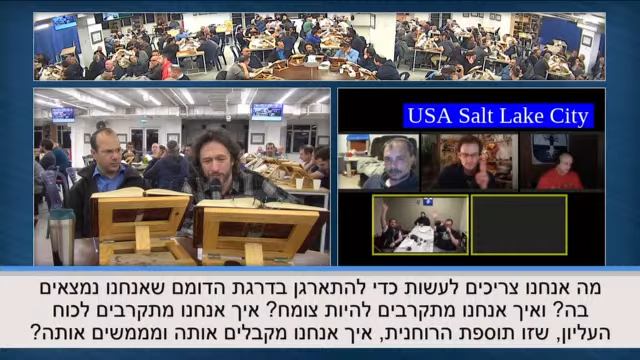 USA Salt Lake City
מה אנחנו צריכים לעשות כדי להתארגן בדרגת הדומם שאנחנו נמצאים
בה? ואיך אנחנו מתקרבים להיות צומח? איך אנחנו מתקרבים לכוח
העליון, שזו תוספת הרוחנית, איך אנחנו מקבלים אותה ומממשים אותה?